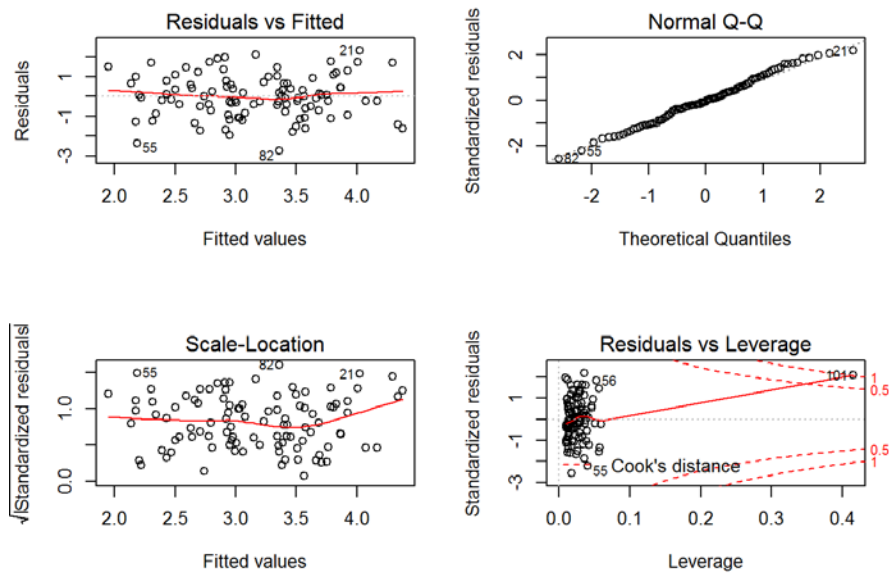 Residuals vs Fitted
Residuals
1
-1
-3
21
55
82
2.0 2.5 3.0 3.5 4.0
Fitted values
Normal Q-Q
Standardized residuals
2
0
-2
21
55
82
-2 -1 0 1 2
Theoretical Quantiles
Scale-Location
√|Standardized residuals|
1.0
0.0
55
82
21
2.0 2.5 3.0 3.5 4.0
Fitted values
Residuals vs Leverage
Standardized residuals
1
-1
-3
56
101
1
0.5
0.5
1
55
Cook's distance
0.0 0.1 0.2 0.3 0.4
Leverage